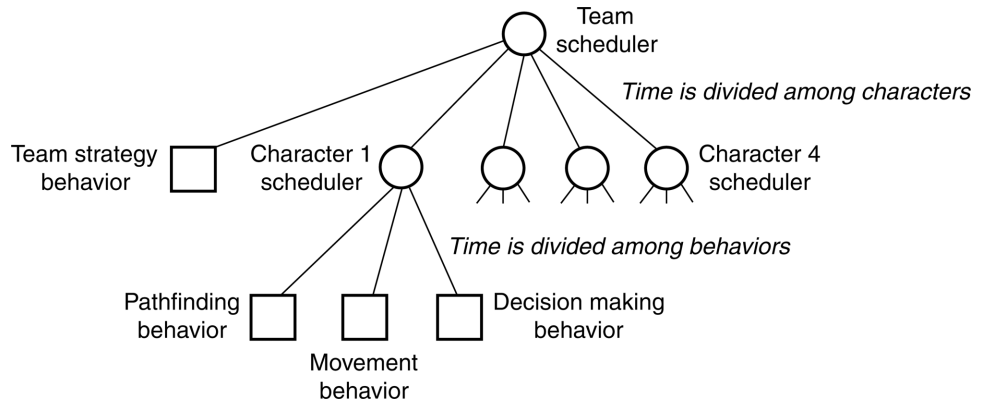 Team
scheduler
Time is divided among characters
Team strategy
behavior
Character 1
scheduler
Character 4
scheduler
Time is divided among behaviors
Pathfinding
behavior
Movement
behavior
Decision making
behavior